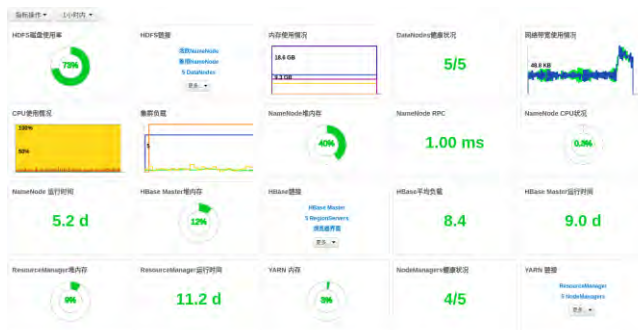 指标操作 1小时内
HDFS磁盘使用率
73%
HDFS链接
活跃NameNode
备用NameNode
5 DataNodes
更多...
内存使用情况
18.6 GB
9.3 GB
DataNodes健康状况
5/5
网络带宽使用情况
48.8 KB
CPU使用情况
100%
50%
集群负载
5
NameNode堆内存
40%
NameNode RPC
1.00 ms
NameNode CPU状况
0.3%
NameNode 运行时间
5.2 d
HBase Master堆内存
12%
HBase链接
HBase Master
5 RegionServers
浏览器界面
更多...
HBase平均负载
8.4
HBase Master运行时间
9.0 d
ResourceManager堆内存
9%
ResourceManager运行时间
11.2 d
YARN 内存
3%
NodeManagers健康状况
4/5
YARN 链接
ResourceManager
5 NodeManagers
更多...